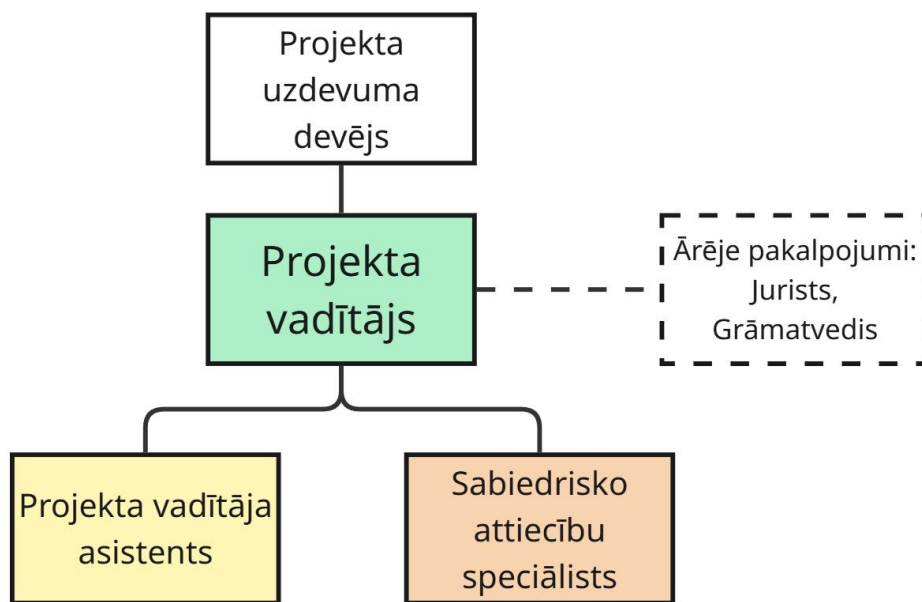 Projekta
uzdevuma
devējs
Projekta
vadītājs
Ārēje pakalpojumi:
Jurists,
Grāmatvedis
Projekta vadītāja
asistents
Sabiedrisko
attiecību
speciālists